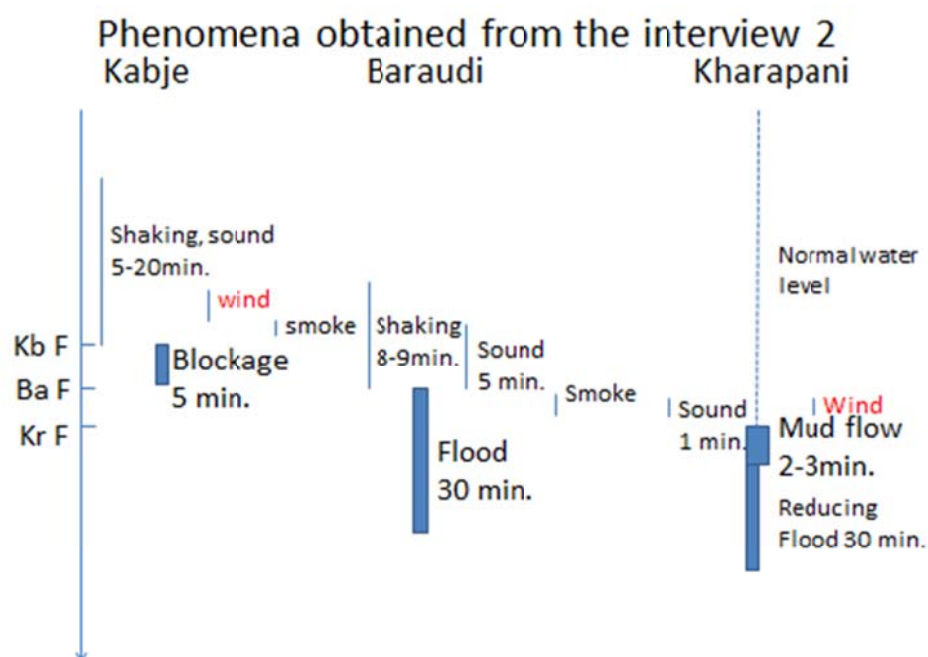 Phenomena obtained from the interview 2
Kabje
Baraudi
Kharapani
Shaking, sound
5-20min.
wind
smoke
Kb F
Blockage
5 min.
Ba F
Kr F
Shaking
8-9min.
Sound
5 min.
Smoke
Flood
30 min.
Normal water
level
Sound
1 min.
Wind
Mud flow
2-3min.
Reducing
Flood 30 min.